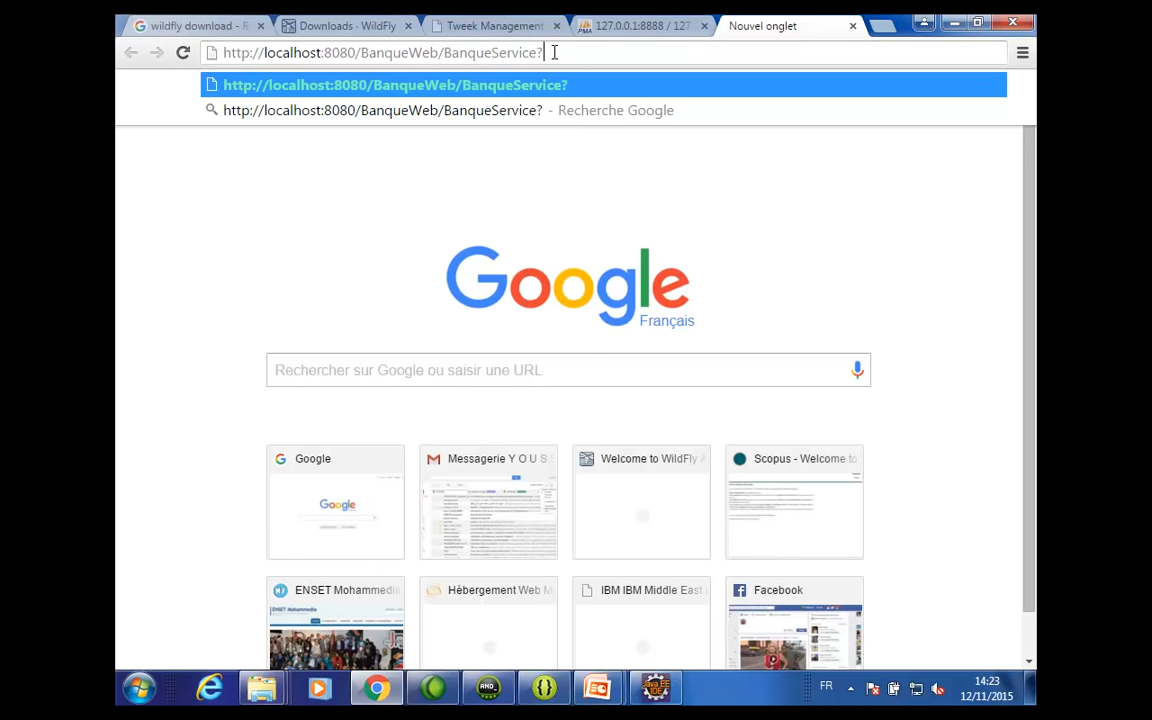 wildfly download - R
Downloads · WildFly
Tweek Management
127.0.0.1:8888 / 127
Nouvel onglet
http://localhost:8080/BanqueWeb/BanqueService?
http://localhost:8080/BanqueWeb/BanqueService?
http://localhost:8080/BanqueWeb/BanqueService? - Recherche Google
Google
Français
Rechercher sur Google ou saisir une URL
Google
Messagerie Y O U S S
Welcome to WildFly A
Scopus - Welcome to
ENSET Mohammedia
Hébergement Web M
IBM IBM Middle East
Facebook
FR
14:23
12/11/2015